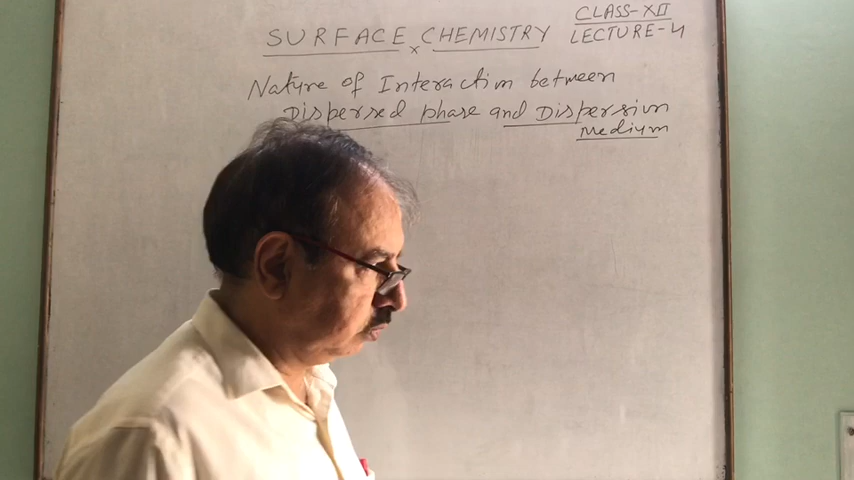 SURFACE x CHEMISTRY
CLASS-XII
LECTURE-4
Nature of Interaction between
Dispersed phase and Dispersion
Medium